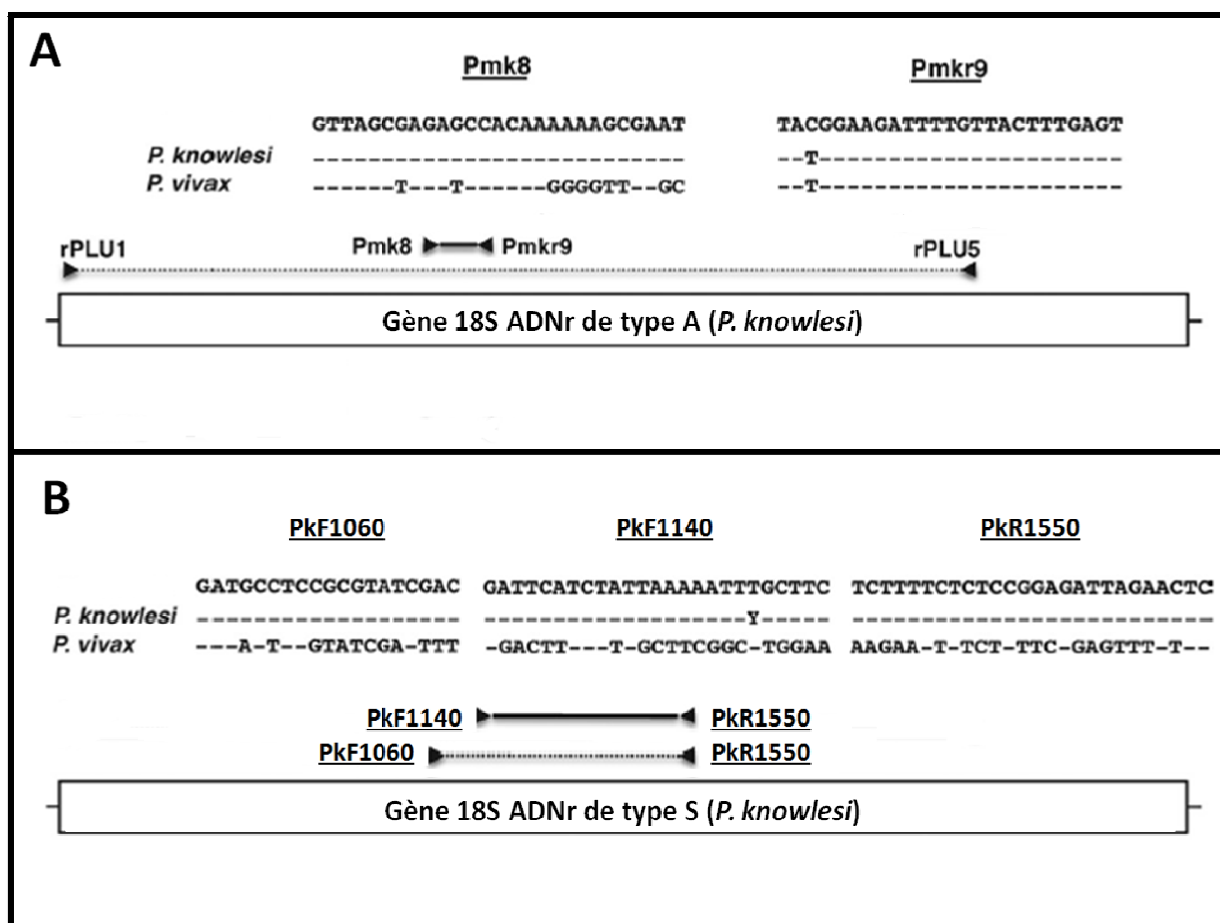 A
Pmk8 Pmkr9
GTTAGCGAGAGCCACAAAAAAGCGAAT TACGGAAGATTTTGTTACTTTGAGT
P. knowlesi --------------------------- --T----------------------
P. vivax ------T---T------GGGGTT--GC --T----------------------
rPLU1 Pmk8 Pmkr9 rPLU5
Gène 18S ADNr de type A (P. knowlesi)
B
PkF1060 PkF1140 PkR1550
GATGCCTCCGCGTATCGAC GATTCATCTATTAAAAATTTGCTTC TCTTTTCTCTCCGGAGATTAGAACTC
P. knowlesi ------------------- -------------------Y----- --------------------------
P. vivax ---A-T--GTATCGA-TTT -GACTT---T-GCTTCGGC-TGGAA AAGAA-T-TCT-TTC-GAGTTT-T--
PkF1140 PkR1550
PkF1060 PkR1550
Gène 18S ADNr de type S (P. knowlesi)